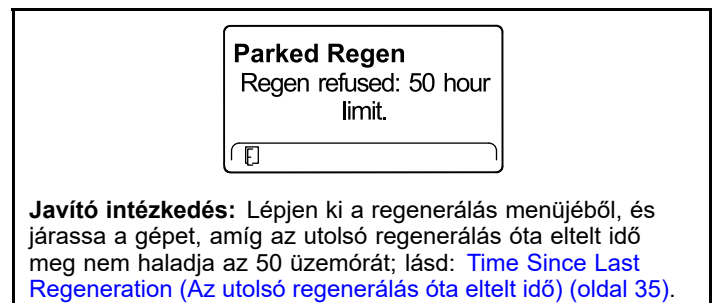 Parked Regen
Regen refused: 50 hour
limit.
Javító intézkedés: Lépjen ki a regenerálás menüjéből, és
járassa a gépet, amíg az utolsó regenerálás óta eltelt idő
meg nem haladja az 50 üzemórát; lásd: Time Since Last
Regeneration (Az utolsó regenerálás óta eltelt idő) (oldal 35).